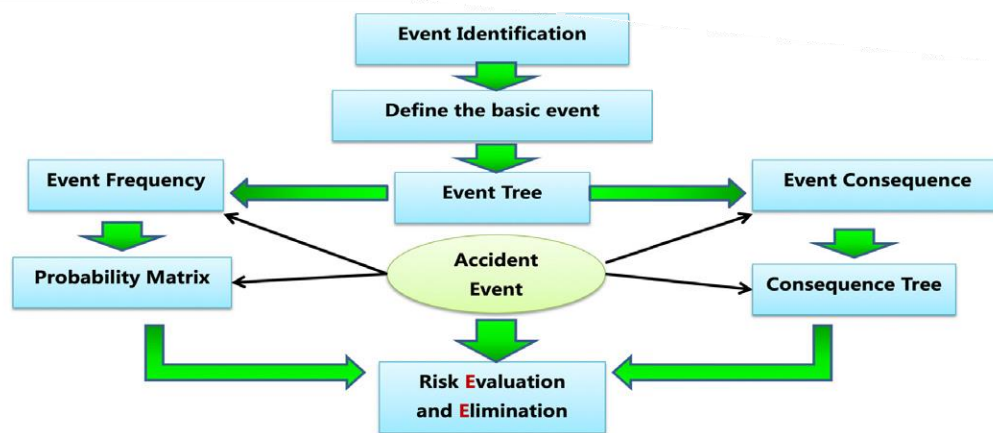 Event Identification
Define the basic event
Event Frequency
Event Tree
Event Consequence
Probability Matrix
Accident
Event
Consequence Tree
Risk Evaluation
and Elimination